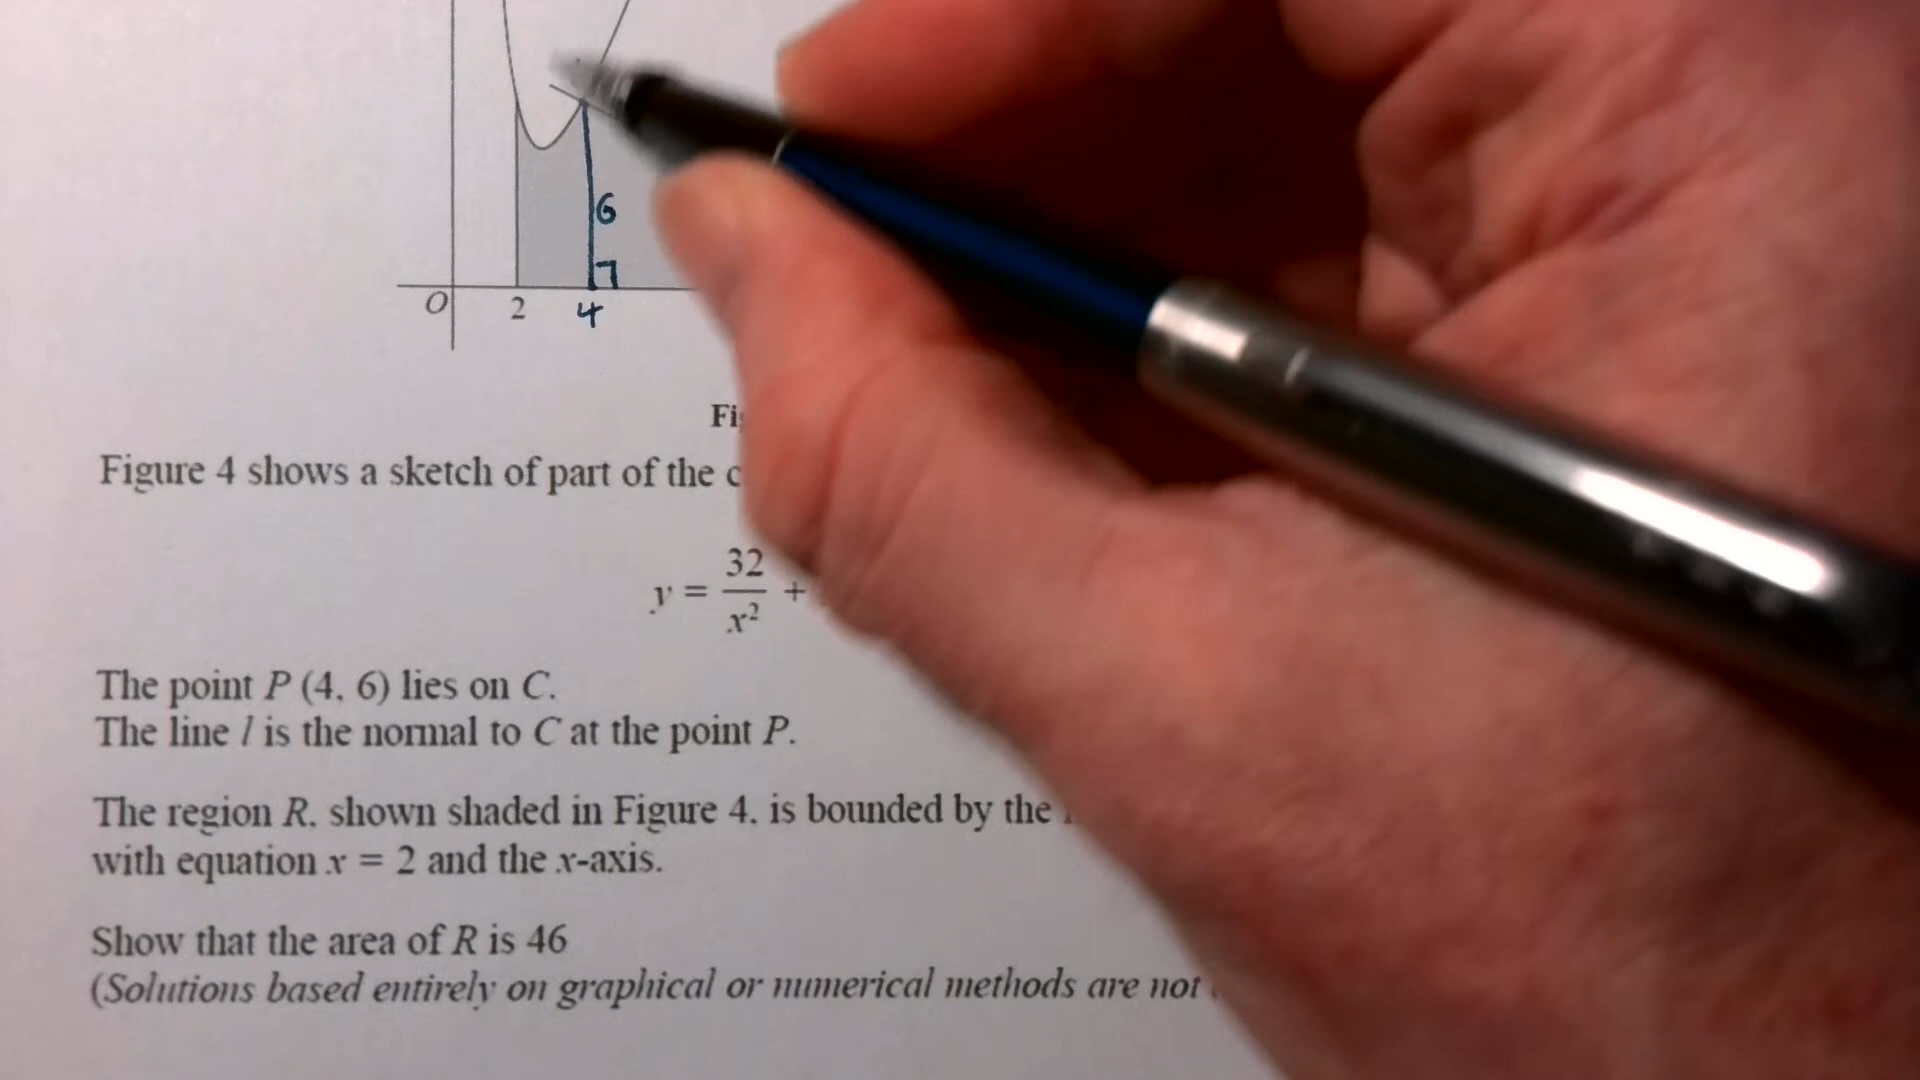 6
7
O 2 4
Fi
Figure 4 shows a sketch of part of the c
y = 32/x² +
The point P (4, 6) lies on C.
The line l is the normal to C at the point P.
The region R, shown shaded in Figure 4, is bounded by the
with equation x = 2 and the x-axis.
Show that the area of R is 46
(Solutions based entirely on graphical or numerical methods are not